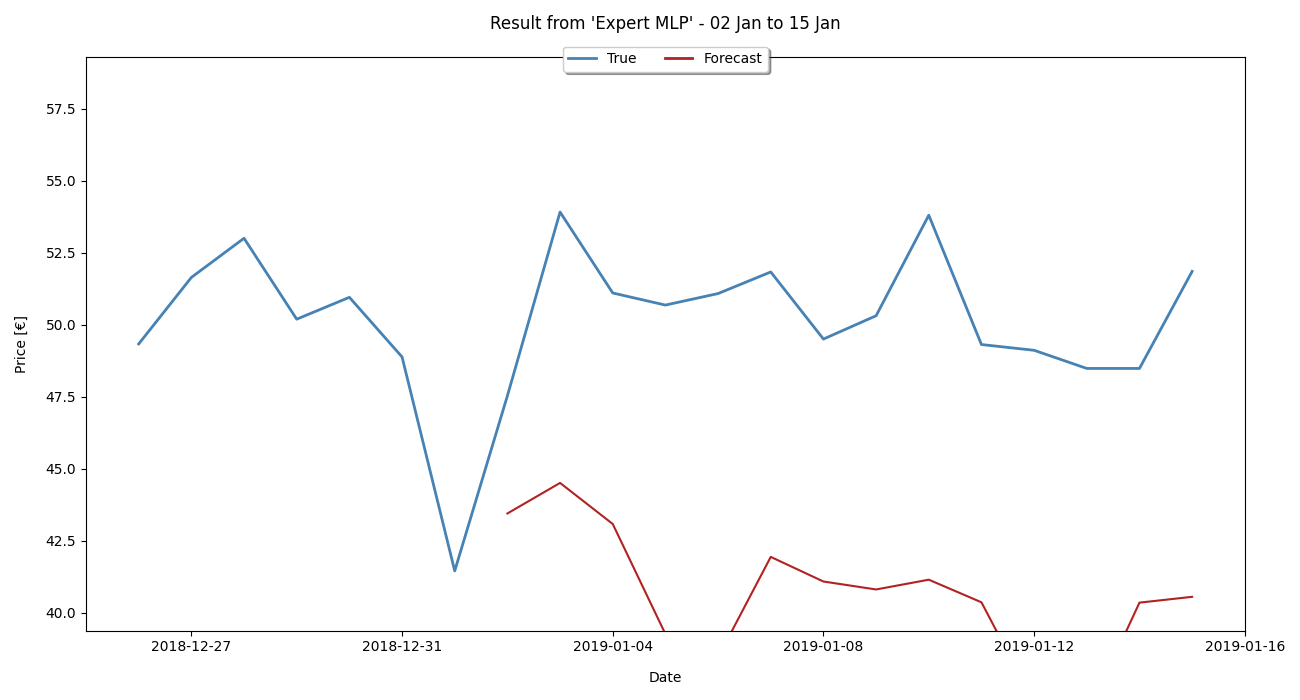 Result from 'Expert MLP' - 02 Jan to 15 Jan
True Forecast
57.5
55.0
52.5
50.0
47.5
45.0
42.5
40.0
Price [€]
2018-12-27 2018-12-31 2019-01-04 2019-01-08 2019-01-12 2019-01-16
Date